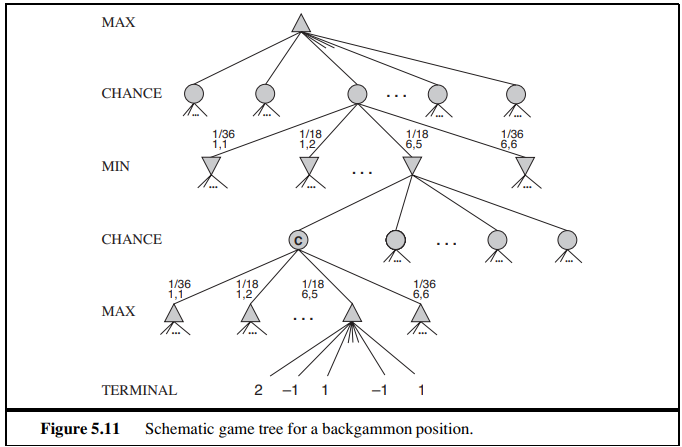 MAX
CHANCE
...
1/36 1/18 1/18 1/36
1,1 1,2 6,5 6,6
MIN
...
CHANCE
C
...
1/36 1/18 1/18 1/36
1,1 1,2 6,5 6,6
MAX
...
TERMINAL 2 –1 1 –1 1
Figure 5.11 Schematic game tree for a backgammon position.